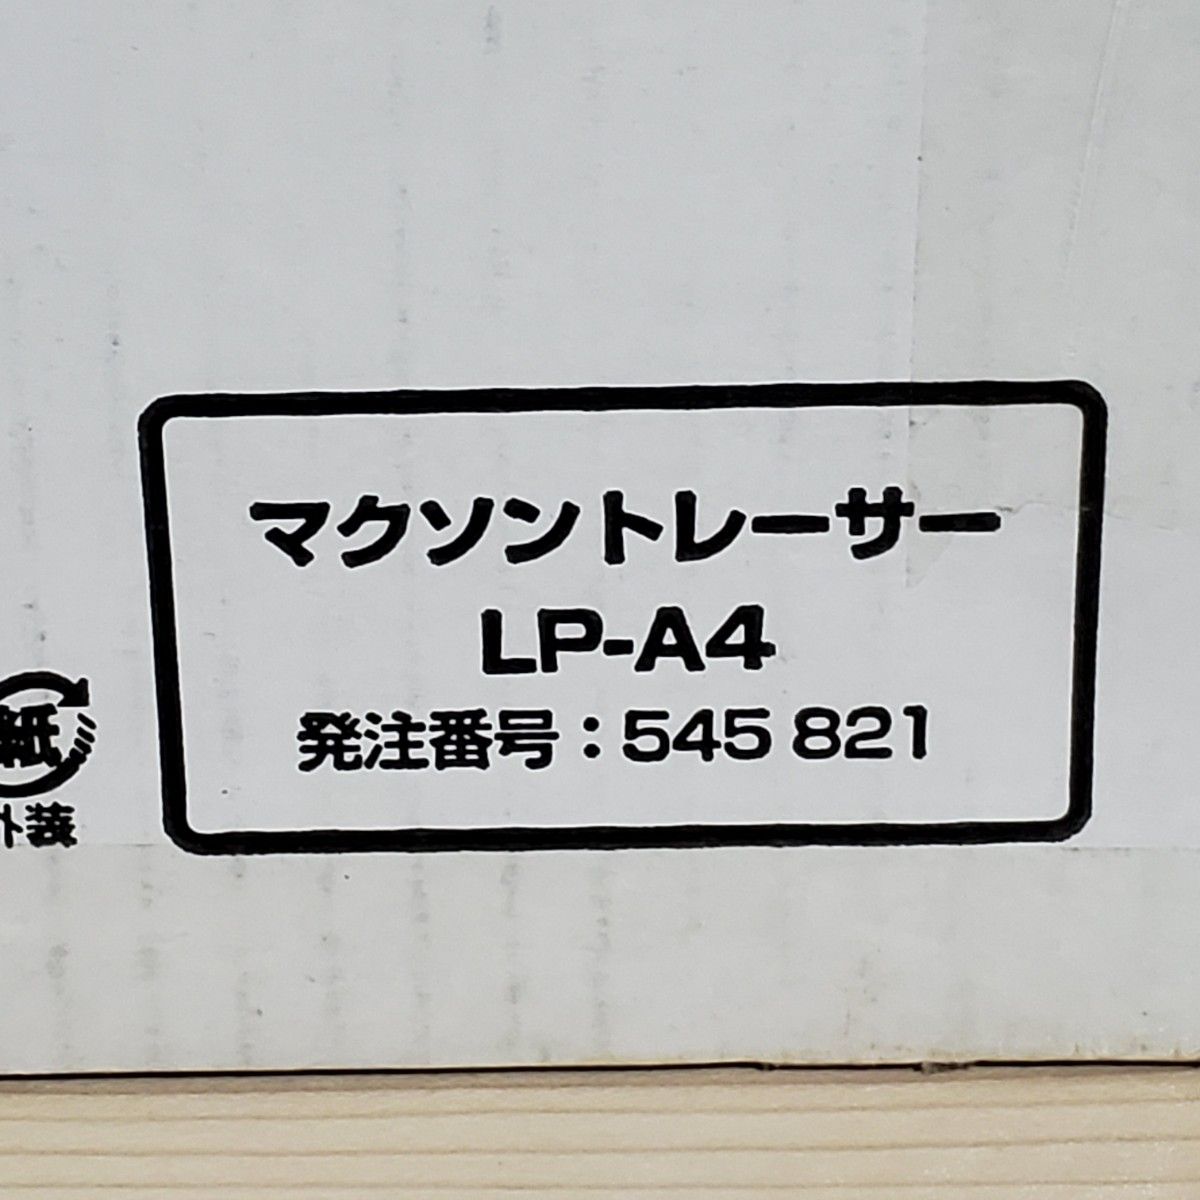 マクソントレーサー
LP-A4
発注番号：545 821
紙
外装